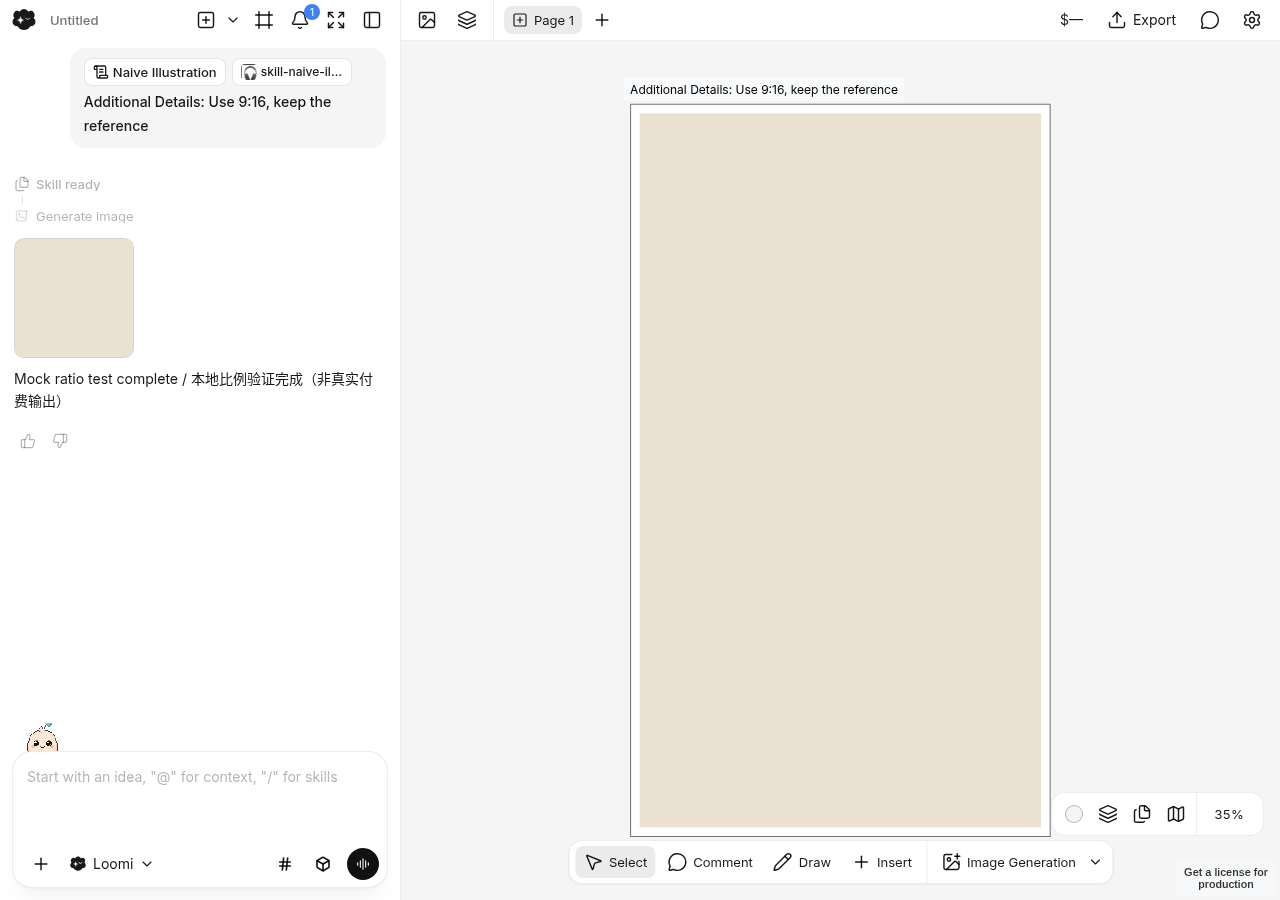 Untitled
1
Page 1
$—
Export
Naive Illustration
skill-naive-il...
Additional Details: Use 9:16, keep the
reference
Skill ready
Generate image
Mock ratio test complete / 本地比例验证完成（非真实付
费输出）
Start with an idea, "@" for context, "/" for skills
Loomi
Additional Details: Use 9:16, keep the reference
35%
Select
Comment
Draw
Insert
Image Generation
Get a license for
production